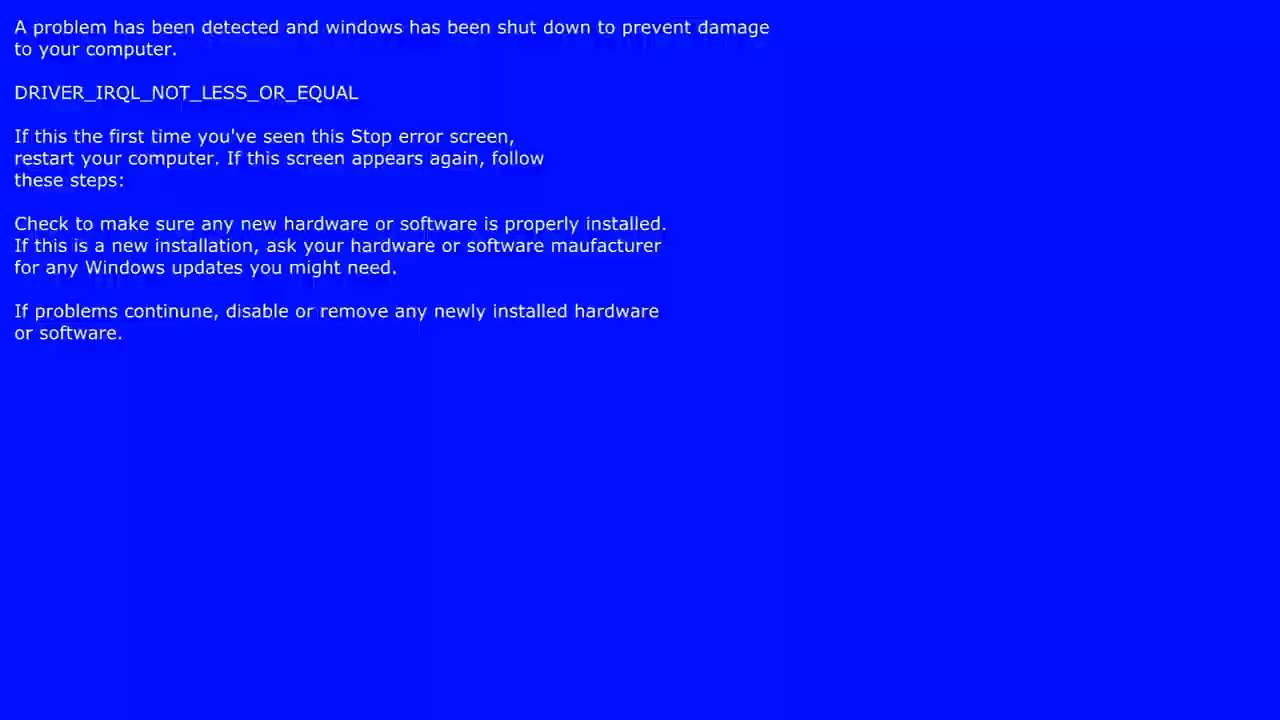 A problem has been detected and windows has been shut down to prevent damage
to your computer.
DRIVER_IRQL_NOT_LESS_OR_EQUAL
If this the first time you've seen this Stop error screen,
restart your computer. If this screen appears again, follow
these steps:
Check to make sure any new hardware or software is properly installed.
If this is a new installation, ask your hardware or software maufacturer
for any Windows updates you might need.
If problems continune, disable or remove any newly installed hardware
or software.